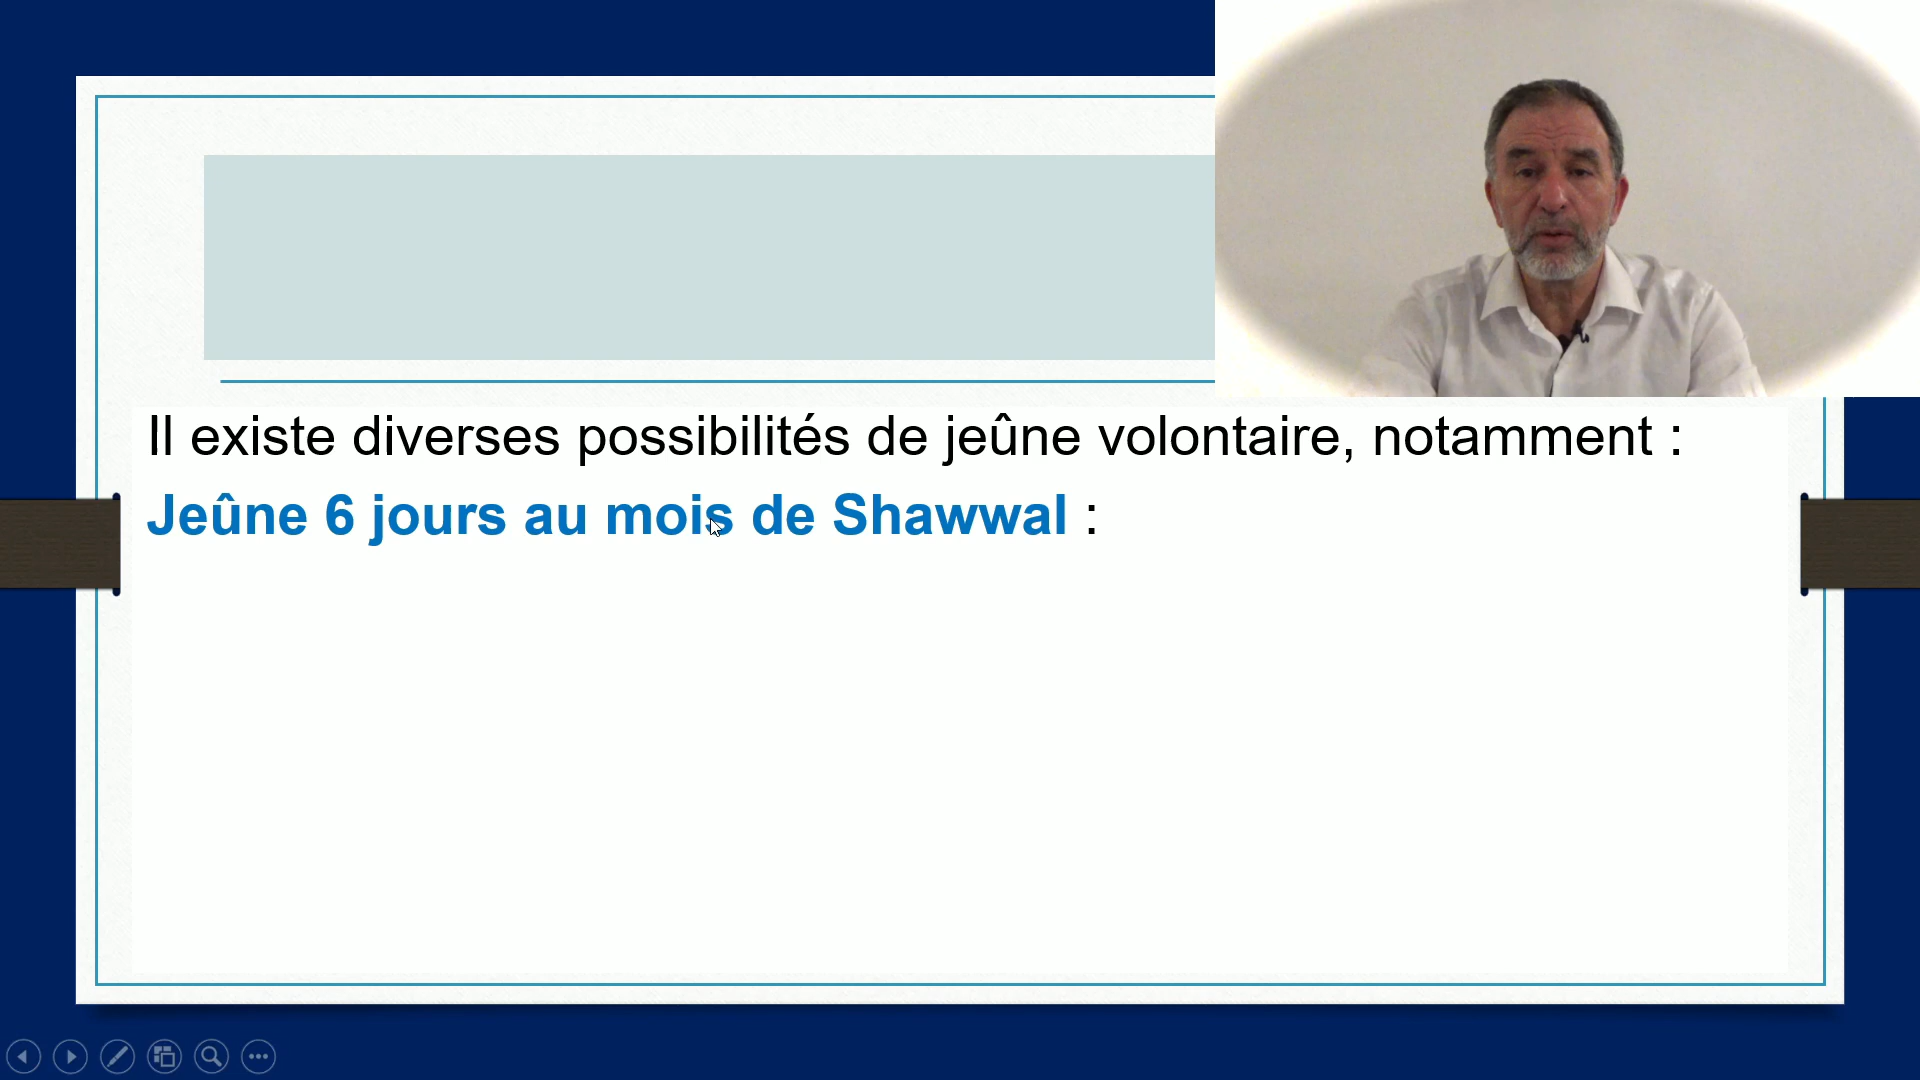 Il existe diverses possibilités de jeûne volontaire, notamment :
Jeûne 6 jours au mois de Shawwal :